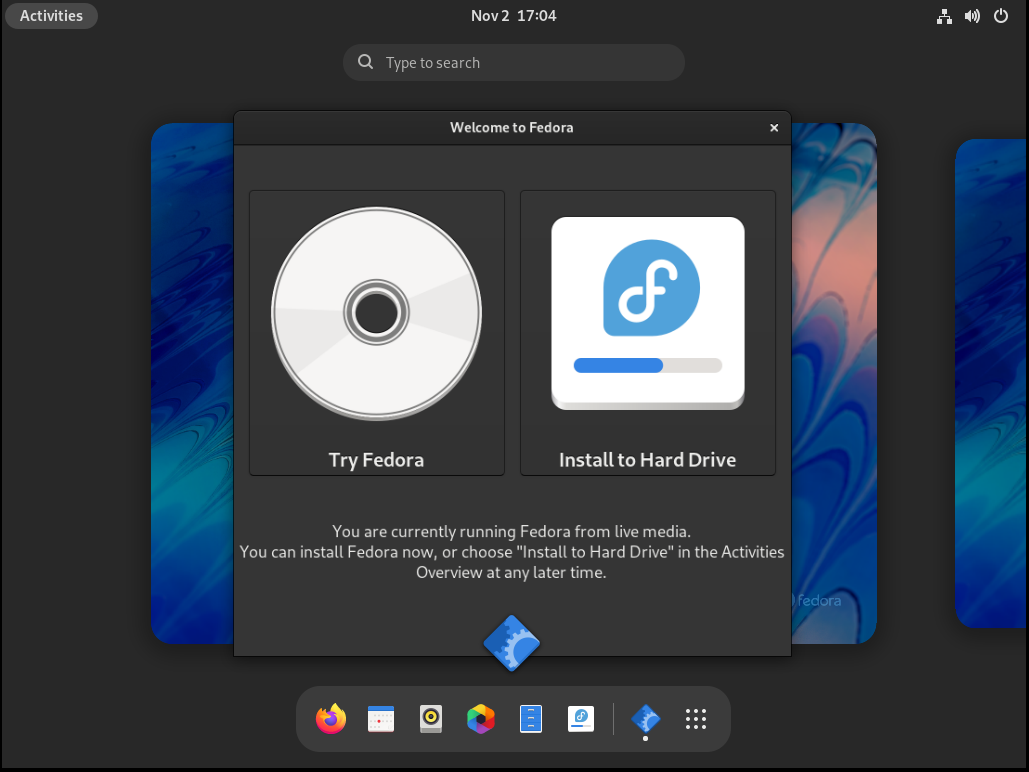 Activities
Nov 2 17:04
Type to search
Welcome to Fedora
Try Fedora
Install to Hard Drive
You are currently running Fedora from live media.
You can install Fedora now, or choose "Install to Hard Drive" in the Activities
Overview at any later time.
fedora